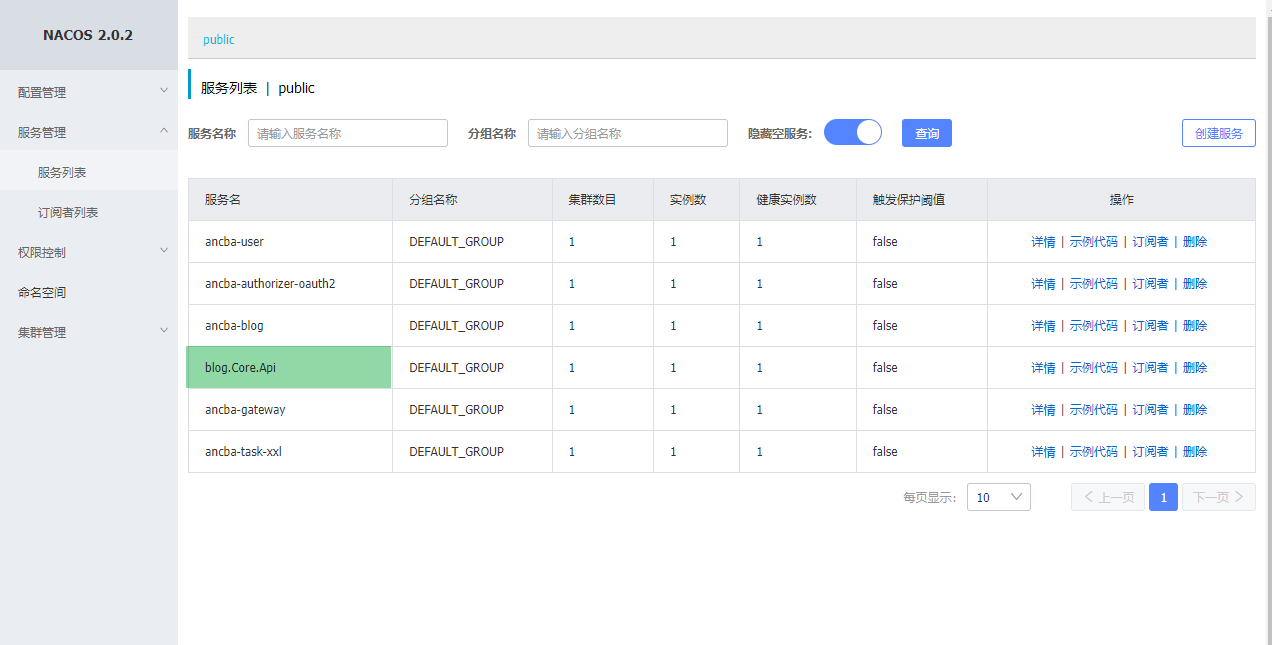 NACOS 2.0.2
配置管理
服务管理
服务列表
订阅者列表
权限控制
命名空间
集群管理
public
服务列表 | public
服务名称 请输入服务名称 分组名称 请输入分组名称 隐藏空服务: 查询 创建服务
服务名 分组名称 集群数目 实例数 健康实例数 触发保护阈值 操作
ancba-user DEFAULT_GROUP 1 1 1 false 详情 | 示例代码 | 订阅者 | 删除
ancba-authorizer-oauth2 DEFAULT_GROUP 1 1 1 false 详情 | 示例代码 | 订阅者 | 删除
ancba-blog DEFAULT_GROUP 1 1 1 false 详情 | 示例代码 | 订阅者 | 删除
blog.Core.Api DEFAULT_GROUP 1 1 1 false 详情 | 示例代码 | 订阅者 | 删除
ancba-gateway DEFAULT_GROUP 1 1 1 false 详情 | 示例代码 | 订阅者 | 删除
ancba-task-xxl DEFAULT_GROUP 1 1 1 false 详情 | 示例代码 | 订阅者 | 删除
每页显示: 10 上一页 1 下一页